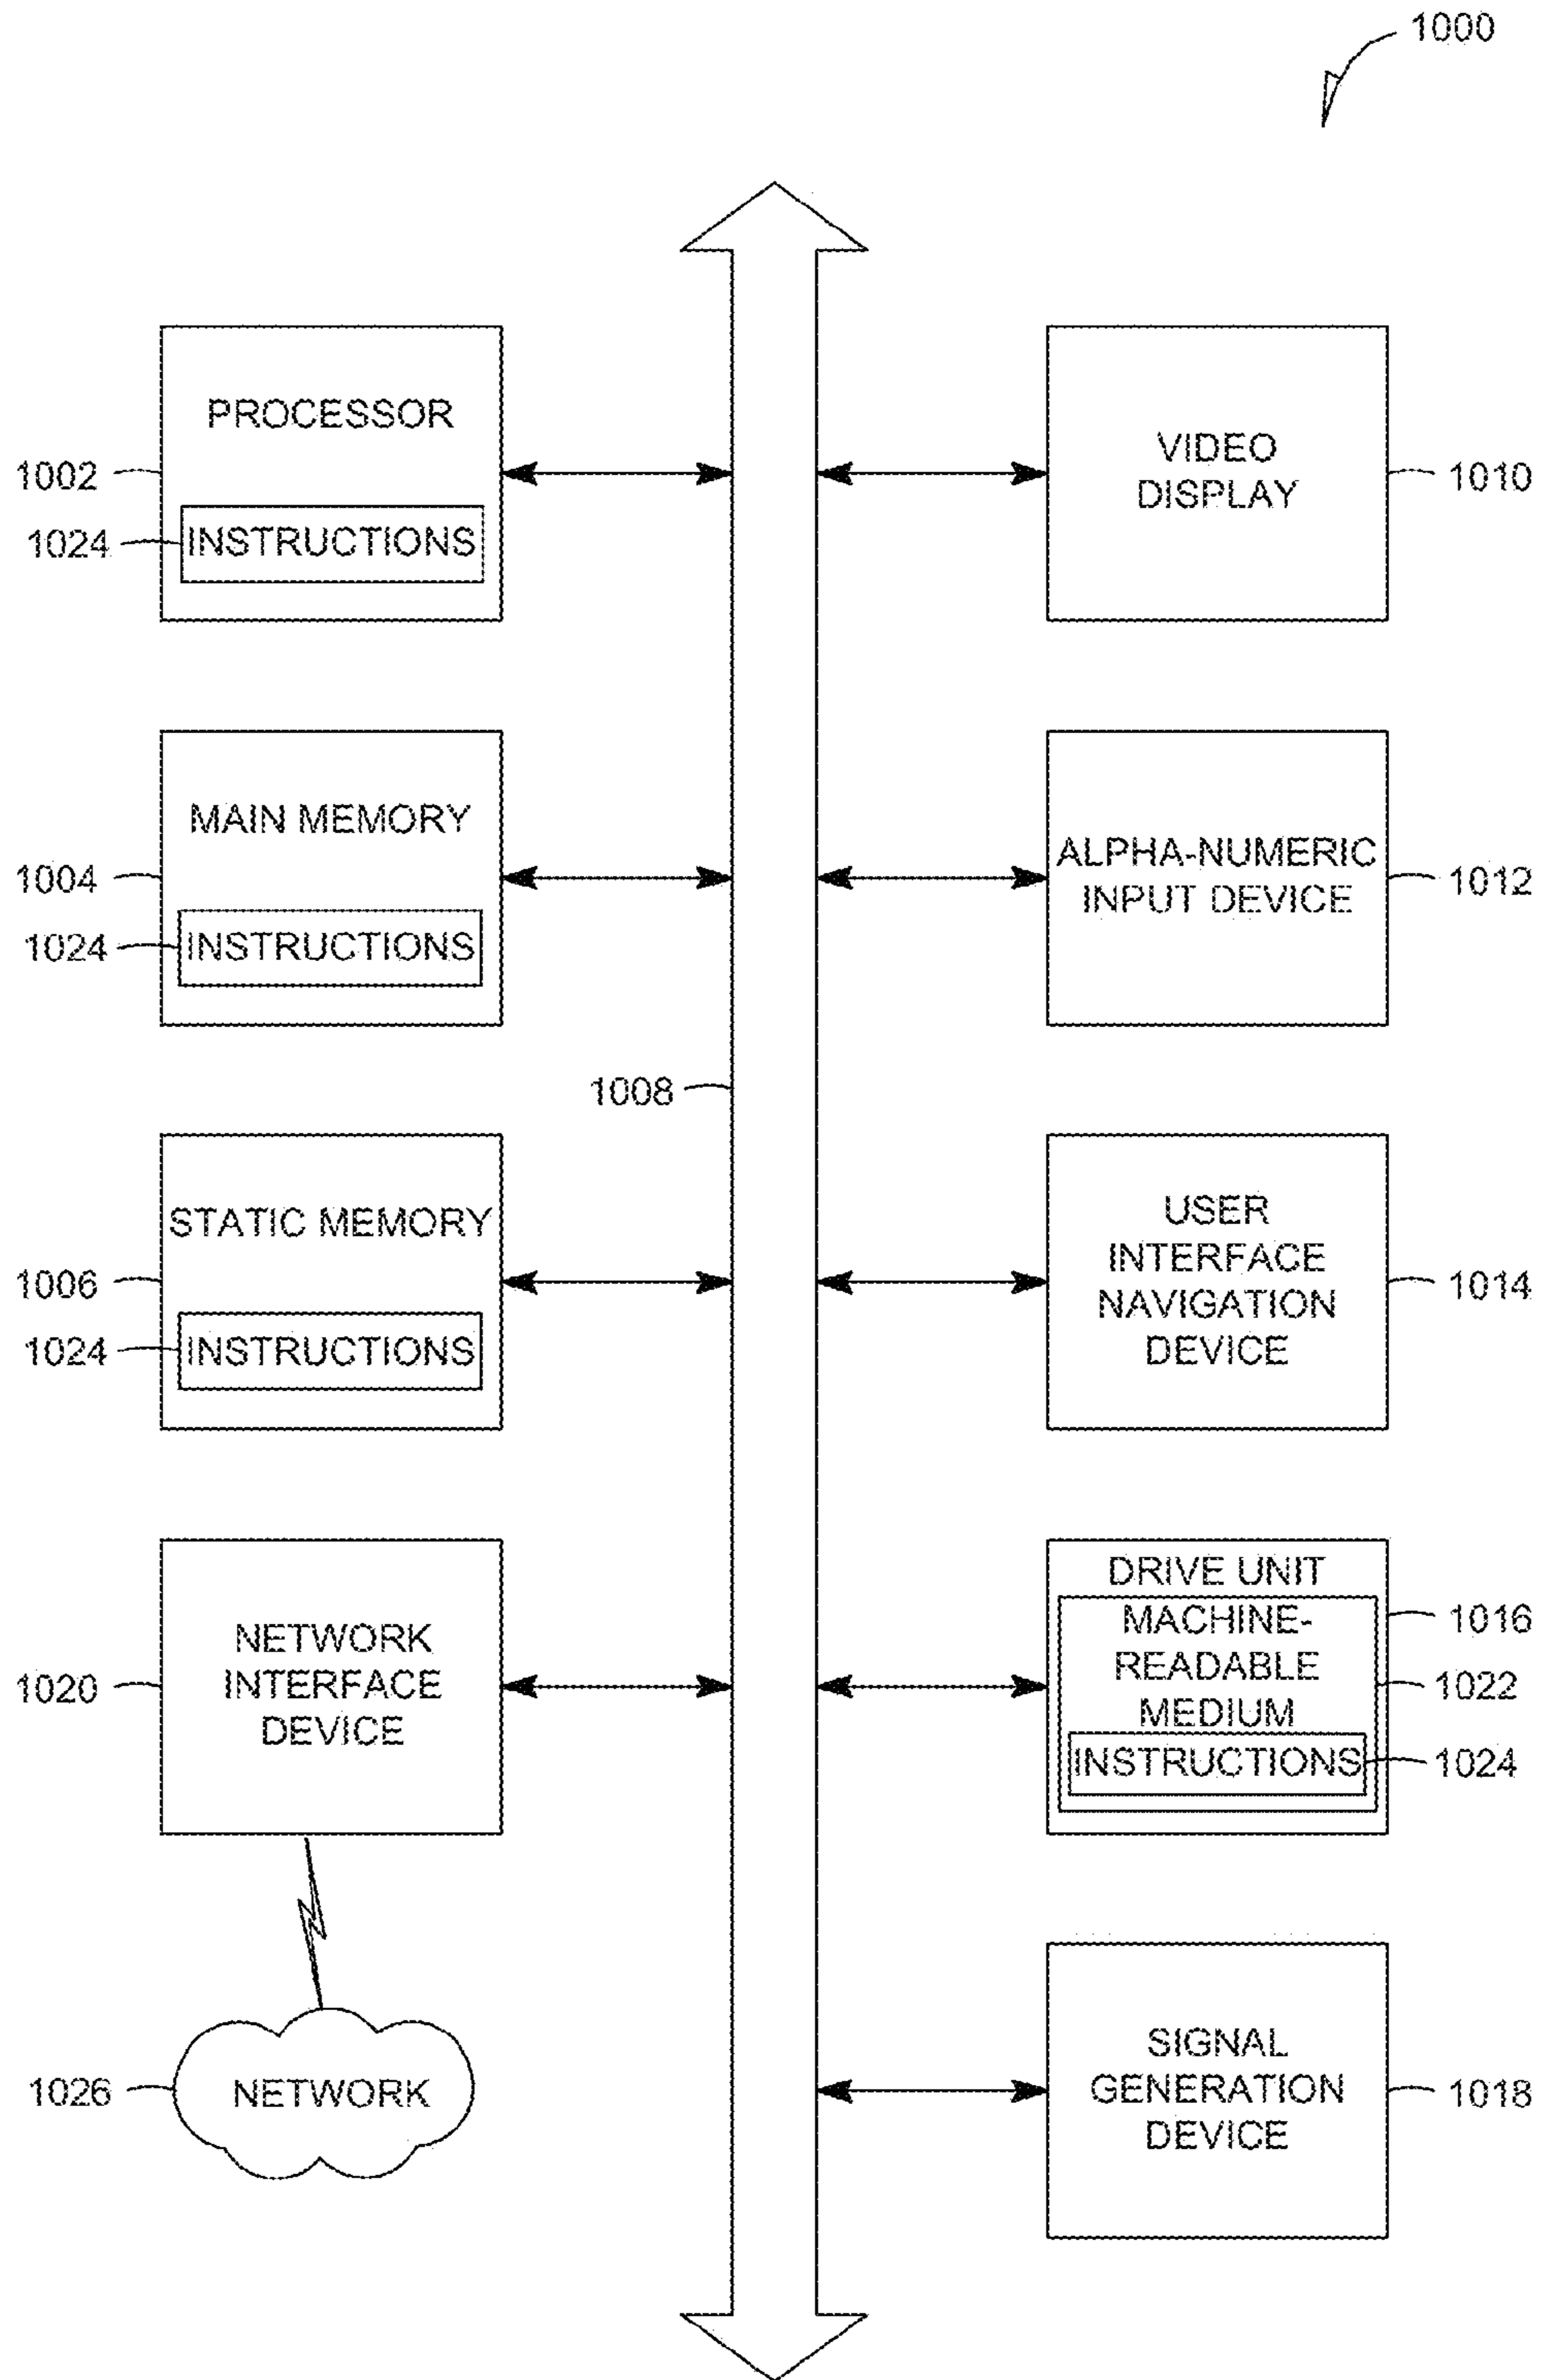 1000
PROCESSOR
1002
1024
INSTRUCTIONS
VIDEO
DISPLAY
1010
MAIN MEMORY
1004
1024
INSTRUCTIONS
ALPHA-NUMERIC
INPUT DEVICE
1012
1008
STATIC MEMORY
1006
1024
INSTRUCTIONS
USER
INTERFACE
NAVIGATION
DEVICE
1014
NETWORK
INTERFACE
DEVICE
1020
DRIVE UNIT
1016
MACHINE-
READABLE
MEDIUM
1022
INSTRUCTIONS
1024
1026
NETWORK
SIGNAL
GENERATION
DEVICE
1018